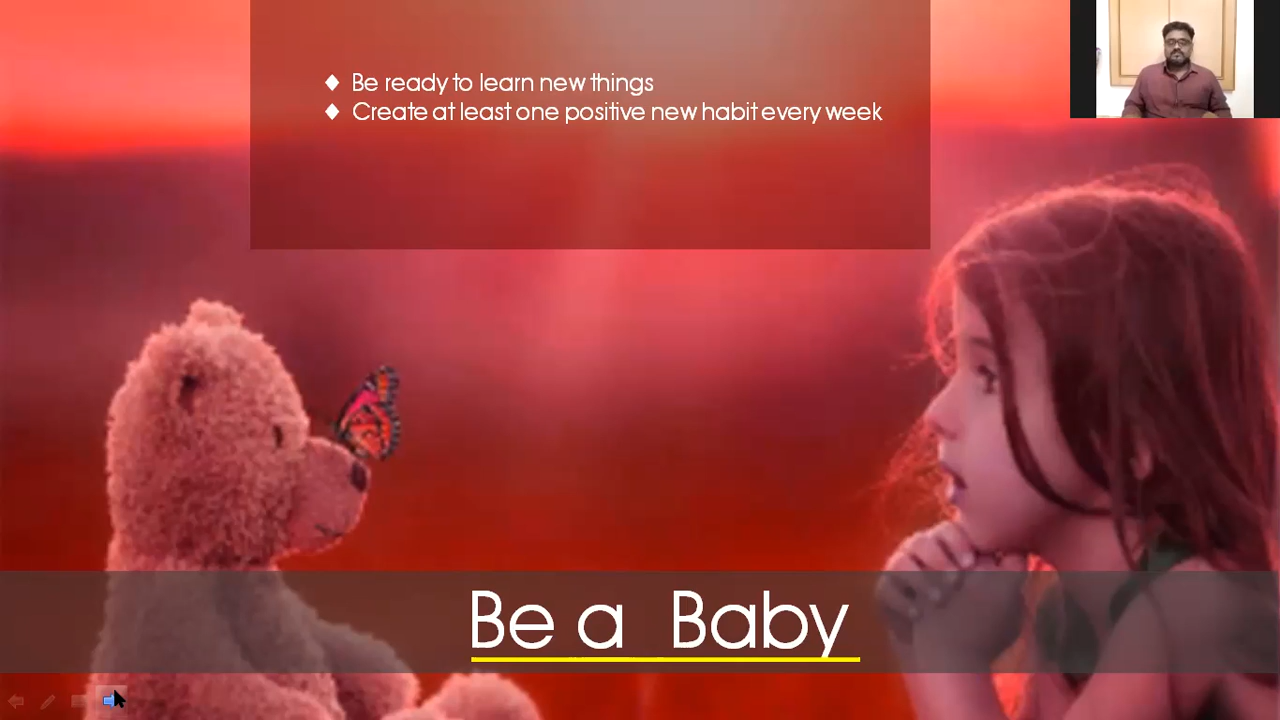 ♦ Be ready to learn new things
♦ Create at least one positive new habit every week
Be a Baby